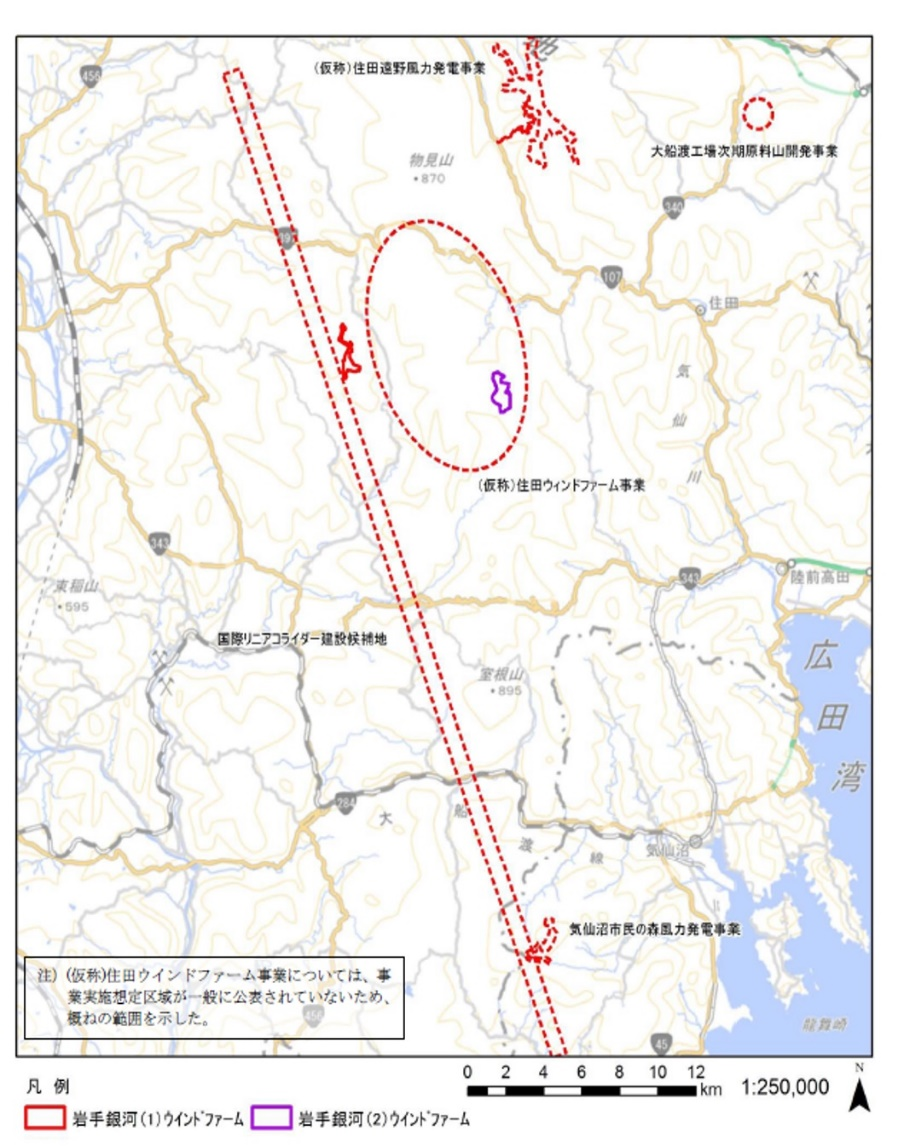 456
(仮称)住田遠野風力発電事業
大船渡工場次期原料山開発事業
物見山
・870
340
397
107
住田
気
仙
川
(仮称)住田ウィンドファーム事業
343
343
陸前高田
束稲山
・595
国際リニアコライダー建設候補地
広
田
湾
室根山
・895
284
大
船
渡
線
気仙沼
気仙沼市民の森風力発電事業
注) (仮称)住田ウインドファーム事業については、事
業実施想定区域が一般に公表されていないため、
概ねの範囲を示した。
456
45
龍舞崎
凡 例
岩手銀河(1)ウインドファーム
岩手銀河(2)ウインドファーム
0 2 4 6 8 10 12
km
1:250,000
N